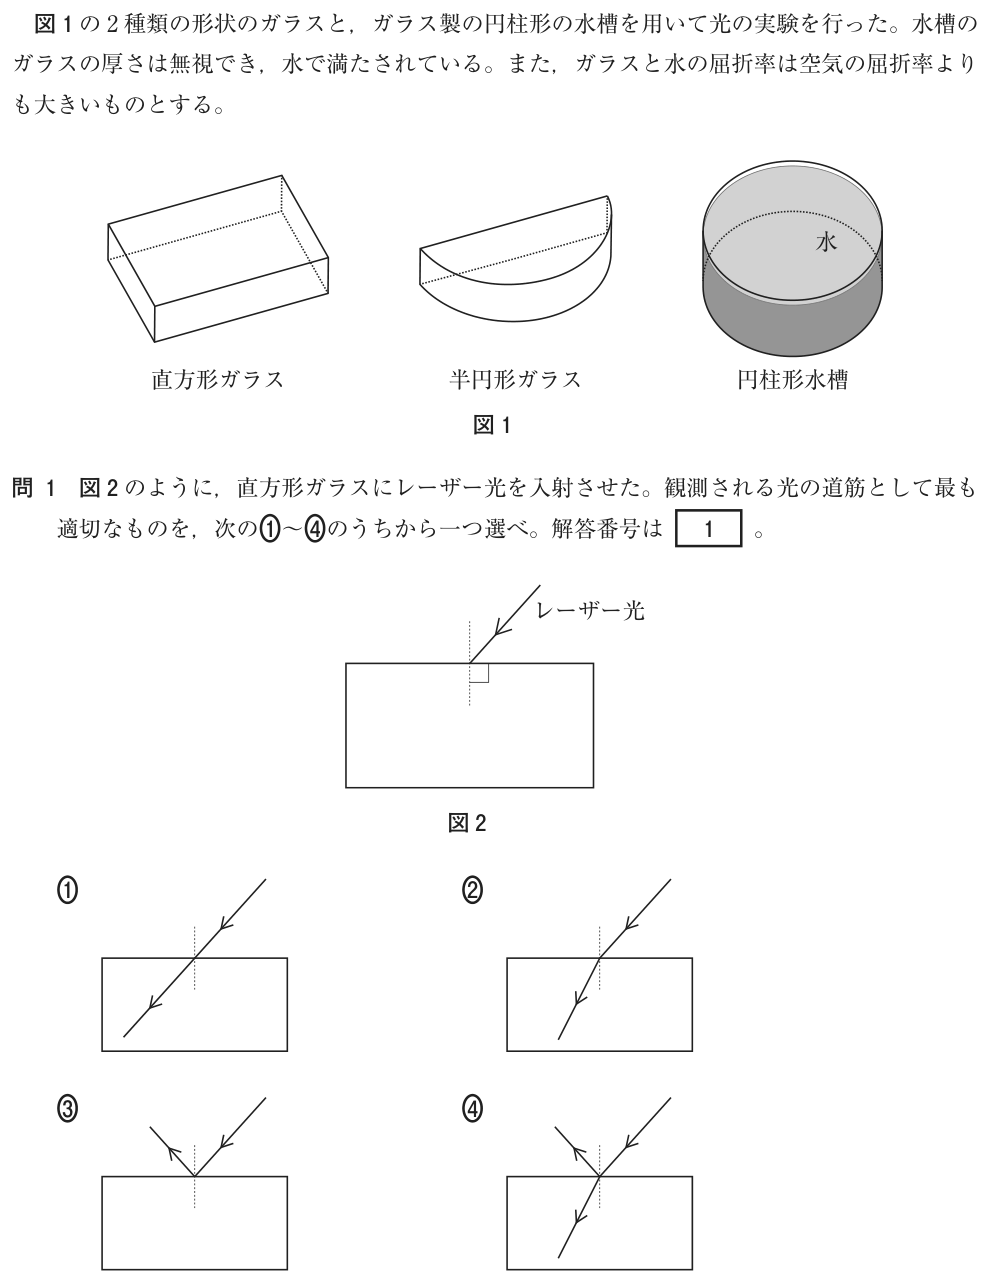 図1の2種類の形状のガラスと，ガラス製の円柱形の水槽を用いて光の実験を行った。水槽の
ガラスの厚さは無視でき，水で満たされている。また，ガラスと水の屈折率は空気の屈折率より
も大きいものとする。
水
直方形ガラス
半円形ガラス
円柱形水槽
図1
問 1 図2のように，直方形ガラスにレーザー光を入射させた。観測される光の道筋として最も
適切なものを，次の①～④のうちから一つ選べ。解答番号は 1 。
レーザー光
図2
①
②
③
④